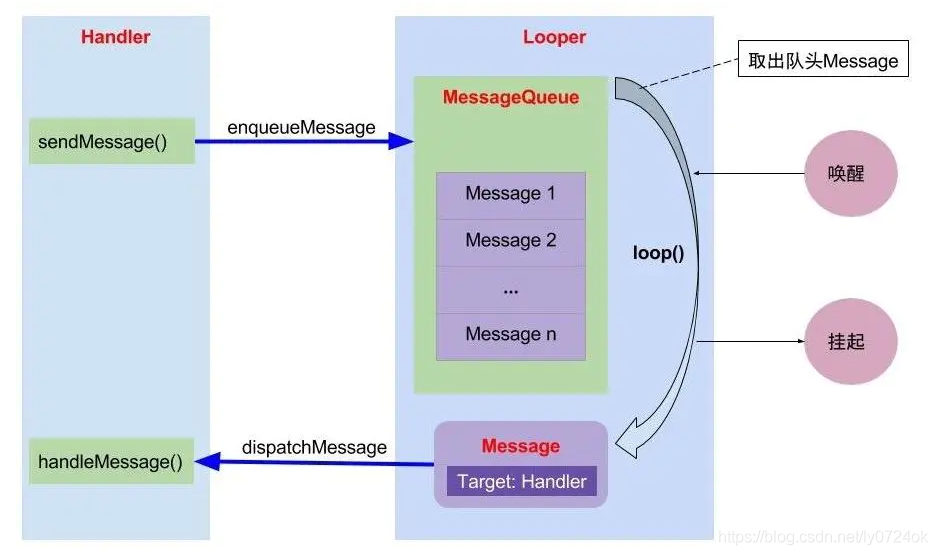 Handler
Looper
取出队头Message
MessageQueue
sendMessage()
enqueueMessage
唤醒
Message 1
Message 2
...
Message n
loop()
挂起
dispatchMessage
handleMessage()
Message
Target: Handler
https://blog.csdn.net/ly0724ok